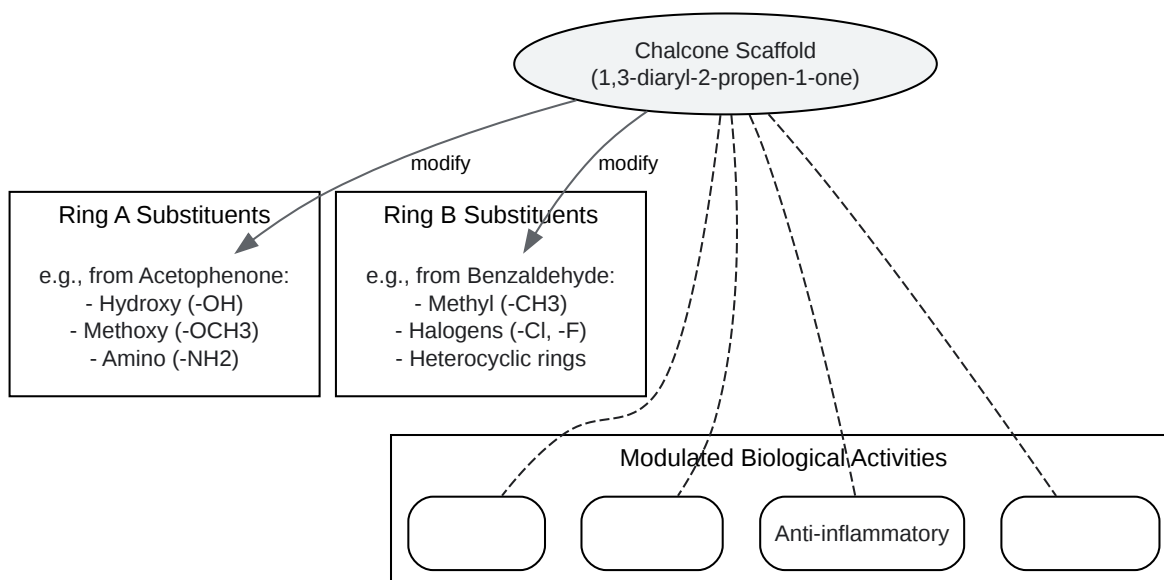 Chalcone Scaffold
(1,3-diaryl-2-propen-1-one)
modify
modify
Ring A Substituents
e.g., from Acetophenone:
- Hydroxy (-OH)
- Methoxy (-OCH3)
- Amino (-NH2)
Ring B Substituents
e.g., from Benzaldehyde:
- Methyl (-CH3)
- Halogens (-Cl, -F)
- Heterocyclic rings
Modulated Biological Activities
Anti-inflammatory